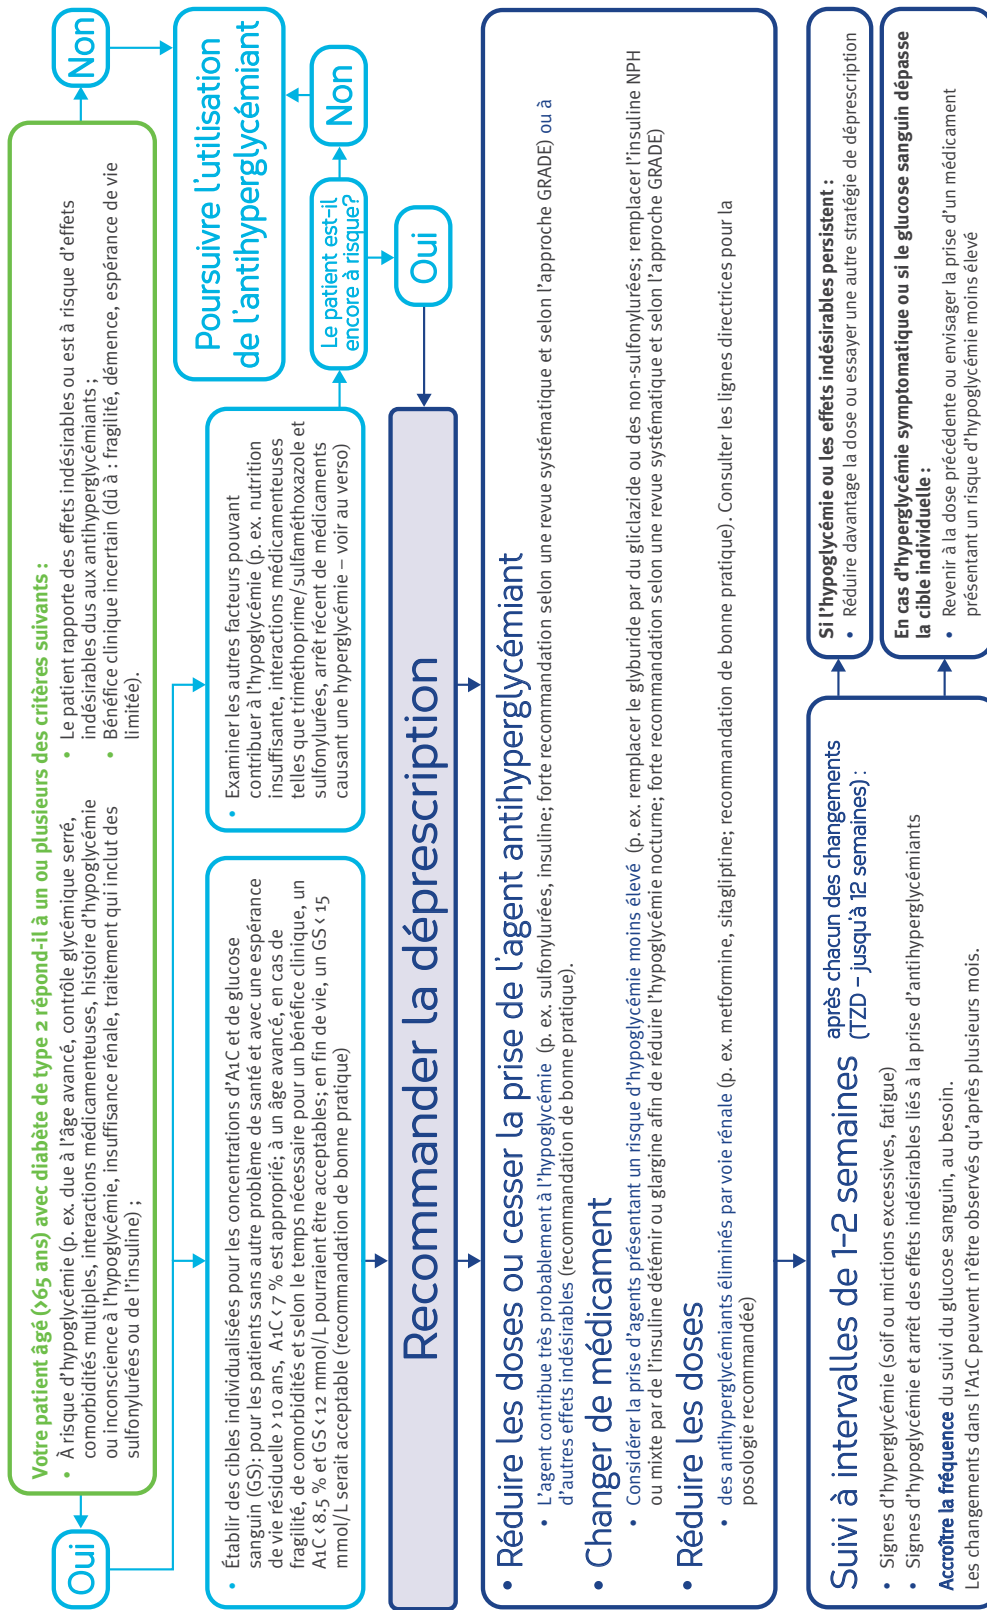 Votre patient âgé (>65 ans) avec diabète de type 2 répond-il à un ou plusieurs des critères suivants :
• À risque d'hypoglycémie (p. ex. due à l'âge avancé, contrôle glycémique serré,
comorbidités multiples, interactions médicamenteuses, histoire d'hypoglycémie
ou inconscience à l'hypoglycémie, insuffisance rénale, traitement qui inclut des
sulfonylurées ou de l'insuline) ;
• Le patient rapporte des effets indésirables ou est à risque d'effets
indésirables dus aux antihyperglycémiants ;
• Bénéfice clinique incertain (dû à : fragilité, démence, espérance de vie
limitée).
Oui
Non
• Établir des cibles individualisées pour les concentrations d'A1C et de glucose
sanguin (GS): pour les patients sans autre problème de santé et avec une espérance
de vie résiduelle > 10 ans, A1C < 7 % est approprié; à un âge avancé, en cas de
fragilité, de comorbidités et selon le temps nécessaire pour un bénéfice clinique, un
A1C < 8.5 % et GS < 12 mmol/L pourraient être acceptables; en fin de vie, un GS < 15
mmol/L serait acceptable (recommandation de bonne pratique)
• Examiner les autres facteurs pouvant
contribuer à l'hypoglycémie (p. ex. nutrition
insuffisante, interactions médicamenteuses
telles que triméthoprime/sulfaméthoxazole et
sulfonylurées, arrêt récent de médicaments
causant une hyperglycémie – voir au verso)
Poursuivre l'utilisation
de l'antihyperglycémiant
Le patient est-il
encore à risque?
Non
Oui
Recommander la déprescription
• Réduire les doses ou cesser la prise de l'agent antihyperglycémiant
• L'agent contribue très probablement à l'hypoglycémie (p. ex. sulfonylurées, insuline; forte recommandation selon une revue systématique et selon l'approche GRADE) ou à
d'autres effets indésirables (recommandation de bonne pratique).
• Changer de médicament
• Considérer la prise d'agents présentant un risque d'hypoglycémie moins élevé (p. ex. remplacer le glyburide par du gliclazide ou des non-sulfonylurées; remplacer l'insuline NPH
ou mixte par de l'insuline détémir ou glargine afin de réduire l'hypoglycémie nocturne; forte recommandation selon une revue systématique et selon l'approche GRADE)
• Réduire les doses
• des antihyperglycémiants éliminés par voie rénale (p. ex. metformine, sitagliptine; recommandation de bonne pratique). Consulter les lignes directrices pour la
posologie recommandée)
Suivi à intervalles de 1-2 semaines après chacun des changements
(TZD – jusqu'à 12 semaines) :
• Signes d'hyperglycémie (soif ou mictions excessives, fatigue)
• Signes d'hypoglycémie et arrêt des effets indésirables liés à la prise d'antihyperglycémiants
Accroître la fréquence du suivi du glucose sanguin, au besoin.
Les changements dans l'A1C peuvent n'être observés qu'après plusieurs mois.
Si l'hypoglycémie ou les effets indésirables persistent :
• Réduire davantage la dose ou essayer une autre stratégie de déprescription
En cas d'hyperglycémie symptomatique ou si le glucose sanguin dépasse
la cible individuelle :
• Revenir à la dose précédente ou envisager la prise d'un médicament
présentant un risque d'hypoglycémie moins élevé